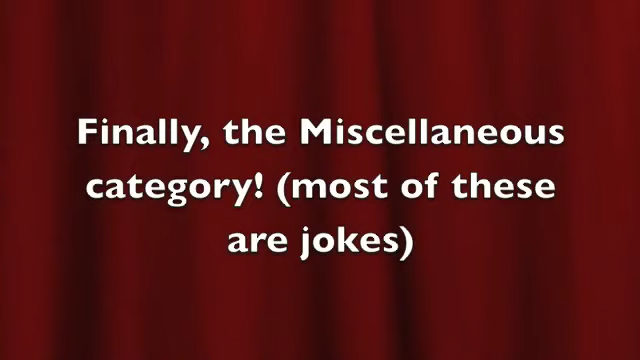 Finally, the Miscellaneous
category! (most of these
are jokes)